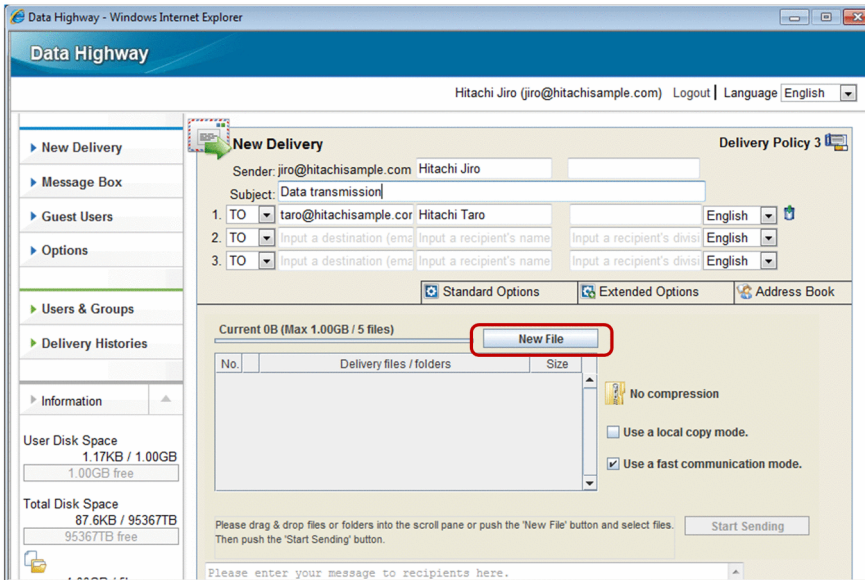 Data Highway - Windows Internet Explorer
Data Highway
Hitachi Jiro (jiro@hitachisample.com) Logout Language English
New Delivery
Message Box
Guest Users
Options
Users & Groups
Delivery Histories
Information
User Disk Space
1.17KB / 1.00GB
1.00GB free
Total Disk Space
87.6KB / 95367TB
95367TB free
New Delivery
Delivery Policy 3
Sender: jiro@hitachisample.com Hitachi Jiro
Subject: Data transmission
1. TO taro@hitachisample.cor Hitachi Taro English
2. TO Input a destination (ema Input a recipient's name Input a recipient's divisi English
3. TO Input a destination (ema Input a recipient's name Input a recipient's divisi English
Standard Options Extended Options Address Book
Current 0B (Max 1.00GB / 5 files)
New File
No. Delivery files / folders Size
No compression
Use a local copy mode.
Use a fast communication mode.
Please drag & drop files or folders into the scroll pane or push the 'New File' button and select files.
Then push the 'Start Sending' button.
Start Sending
Please enter your message to recipients here.